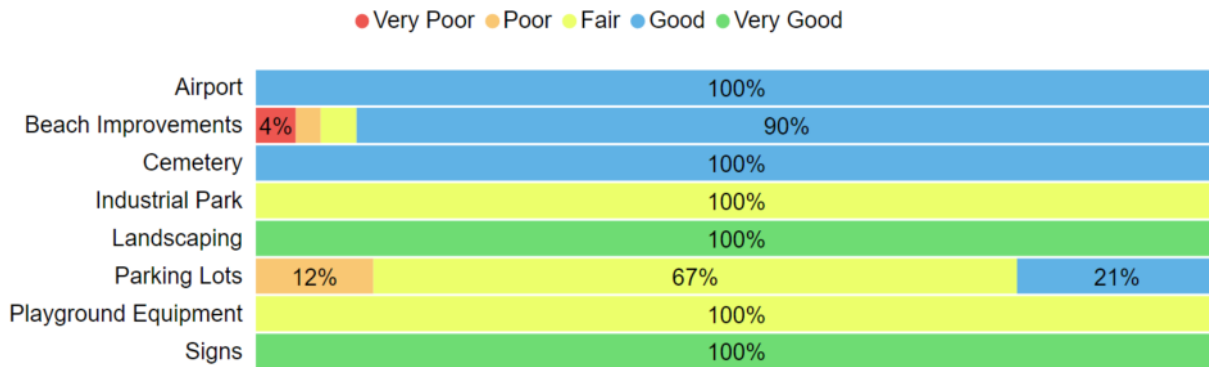 Very Poor Poor Fair Good Very Good
Airport 100%
Beach Improvements 4% 90%
Cemetery 100%
Industrial Park 100%
Landscaping 100%
Parking Lots 12% 67% 21%
Playground Equipment 100%
Signs 100%